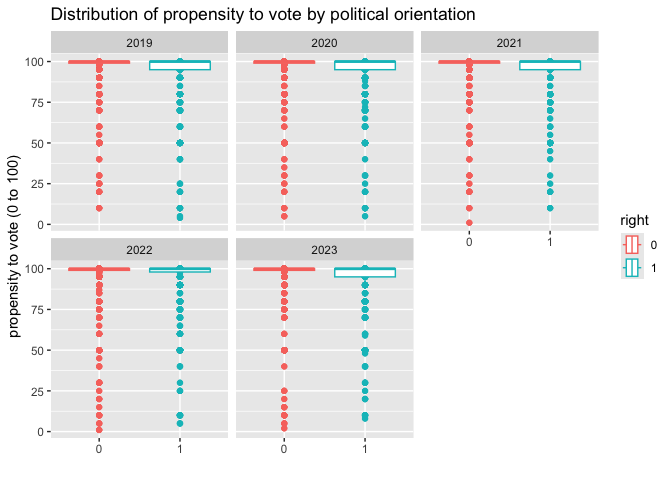 Distribution of propensity to vote by political orientation
2019 2020 2021
100
75
50
25
0
0 1
2022 2023
100
75
50
25
0
0 1 0 1
propensity to vote (0 to 100)
right
0
1